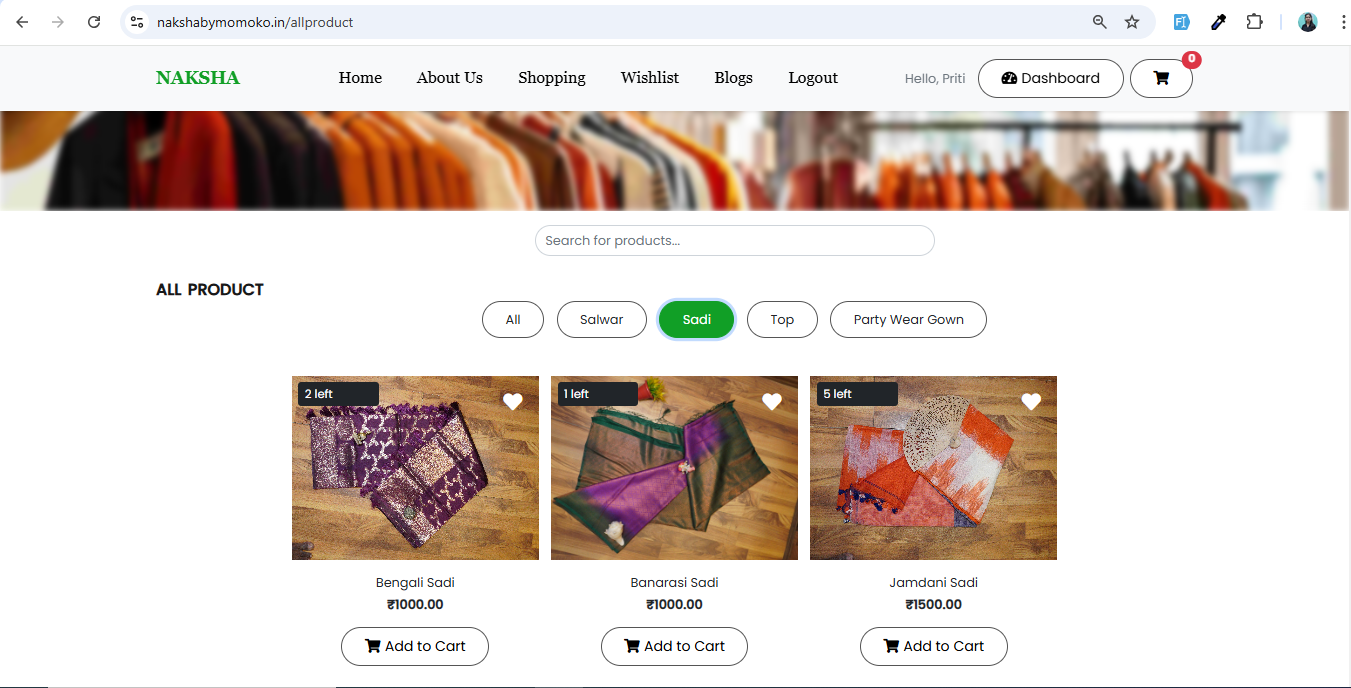 nakshabymomoko.in/allproduct
NAKSHA
Home About Us Shopping Wishlist Blogs Logout Hello, Priti Dashboard 0
Search for products...
ALL PRODUCT
All Salwar Sadi Top Party Wear Gown
2 left 1 left 5 left
Bengali Sadi Banarasi Sadi Jamdani Sadi
₹1000.00 ₹1000.00 ₹1500.00
Add to Cart Add to Cart Add to Cart